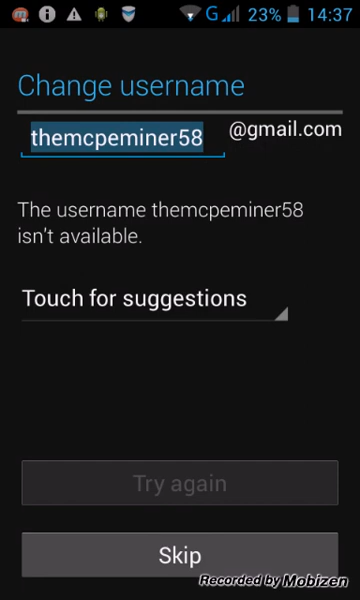 G 23% 14:37
Change username
themcpeminer58 @gmail.com
The username themcpeminer58
isn't available.
Touch for suggestions
Try again
Skip
Recorded by Mobizen